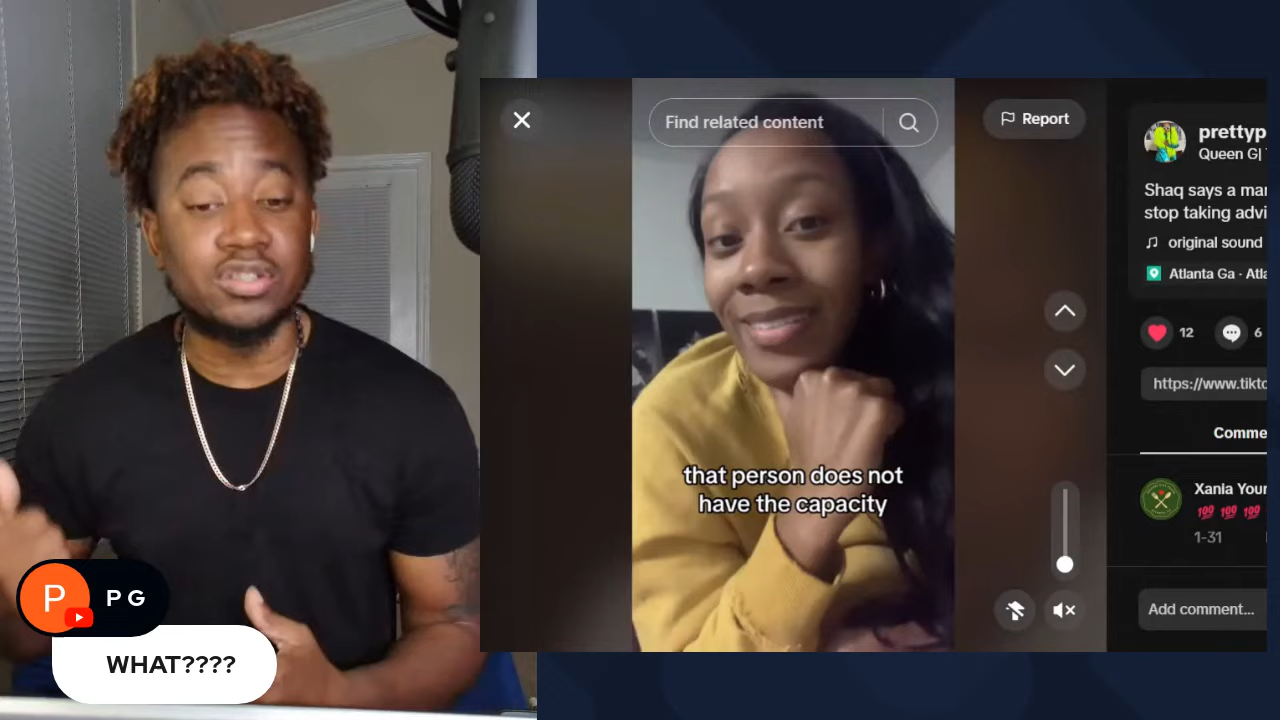 Find related content
Report
prettyp
Queen G|
Shaq says a mar
stop taking advi
original sound
Atlanta Ga · Atla
12
6
https://www.tikto
Comme
Xania Your
💯 💯 💯
1-31
Add comment...
that person does not
have the capacity
P
P G
WHAT????